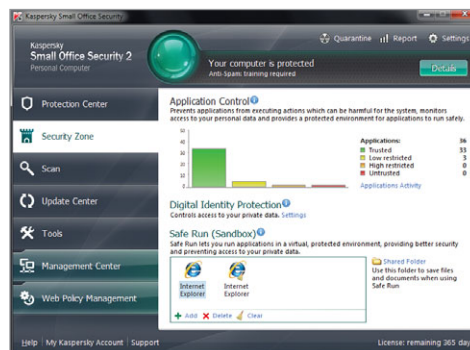 Kaspersky Small Office Security 2
Quarantine Report Settings
Kaspersky
Small Office Security 2
Personal Computer
Your computer is protected
Anti-Spam: training required
Details
Protection Center
Security Zone
Scan
Update Center
Tools
Management Center
Web Policy Management
Application Control
Prevents applications from executing actions which can be harmful for the system, monitors
access to your personal data and provides a protected environment for applications to run safely.
50
40
30
20
10
0
Applications: 36
Trusted 33
Low restricted 3
High restricted 0
Untrusted 0
Applications Activity
Digital Identity Protection
Controls access to your private data. Settings
Safe Run (Sandbox)
Safe Run lets you run applications in a virtual, protected environment, providing better security
and preventing access to your private data.
Internet
Explorer
Internet
Explorer
Add Delete Clear
Shared Folder
Use this folder to save files
and documents when using
Safe Run
Help My Kaspersky Account Support
License: remaining 365 day